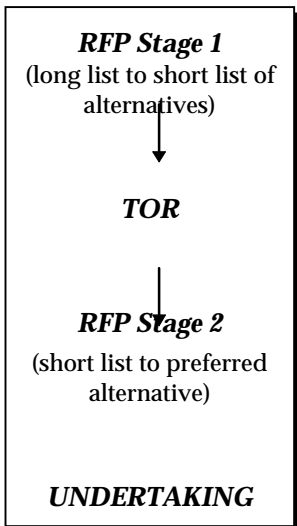 RFP Stage 1
(long list to short list of
alternatives)
TOR
RFP Stage 2
(short list to preferred
alternative)
UNDERTAKING